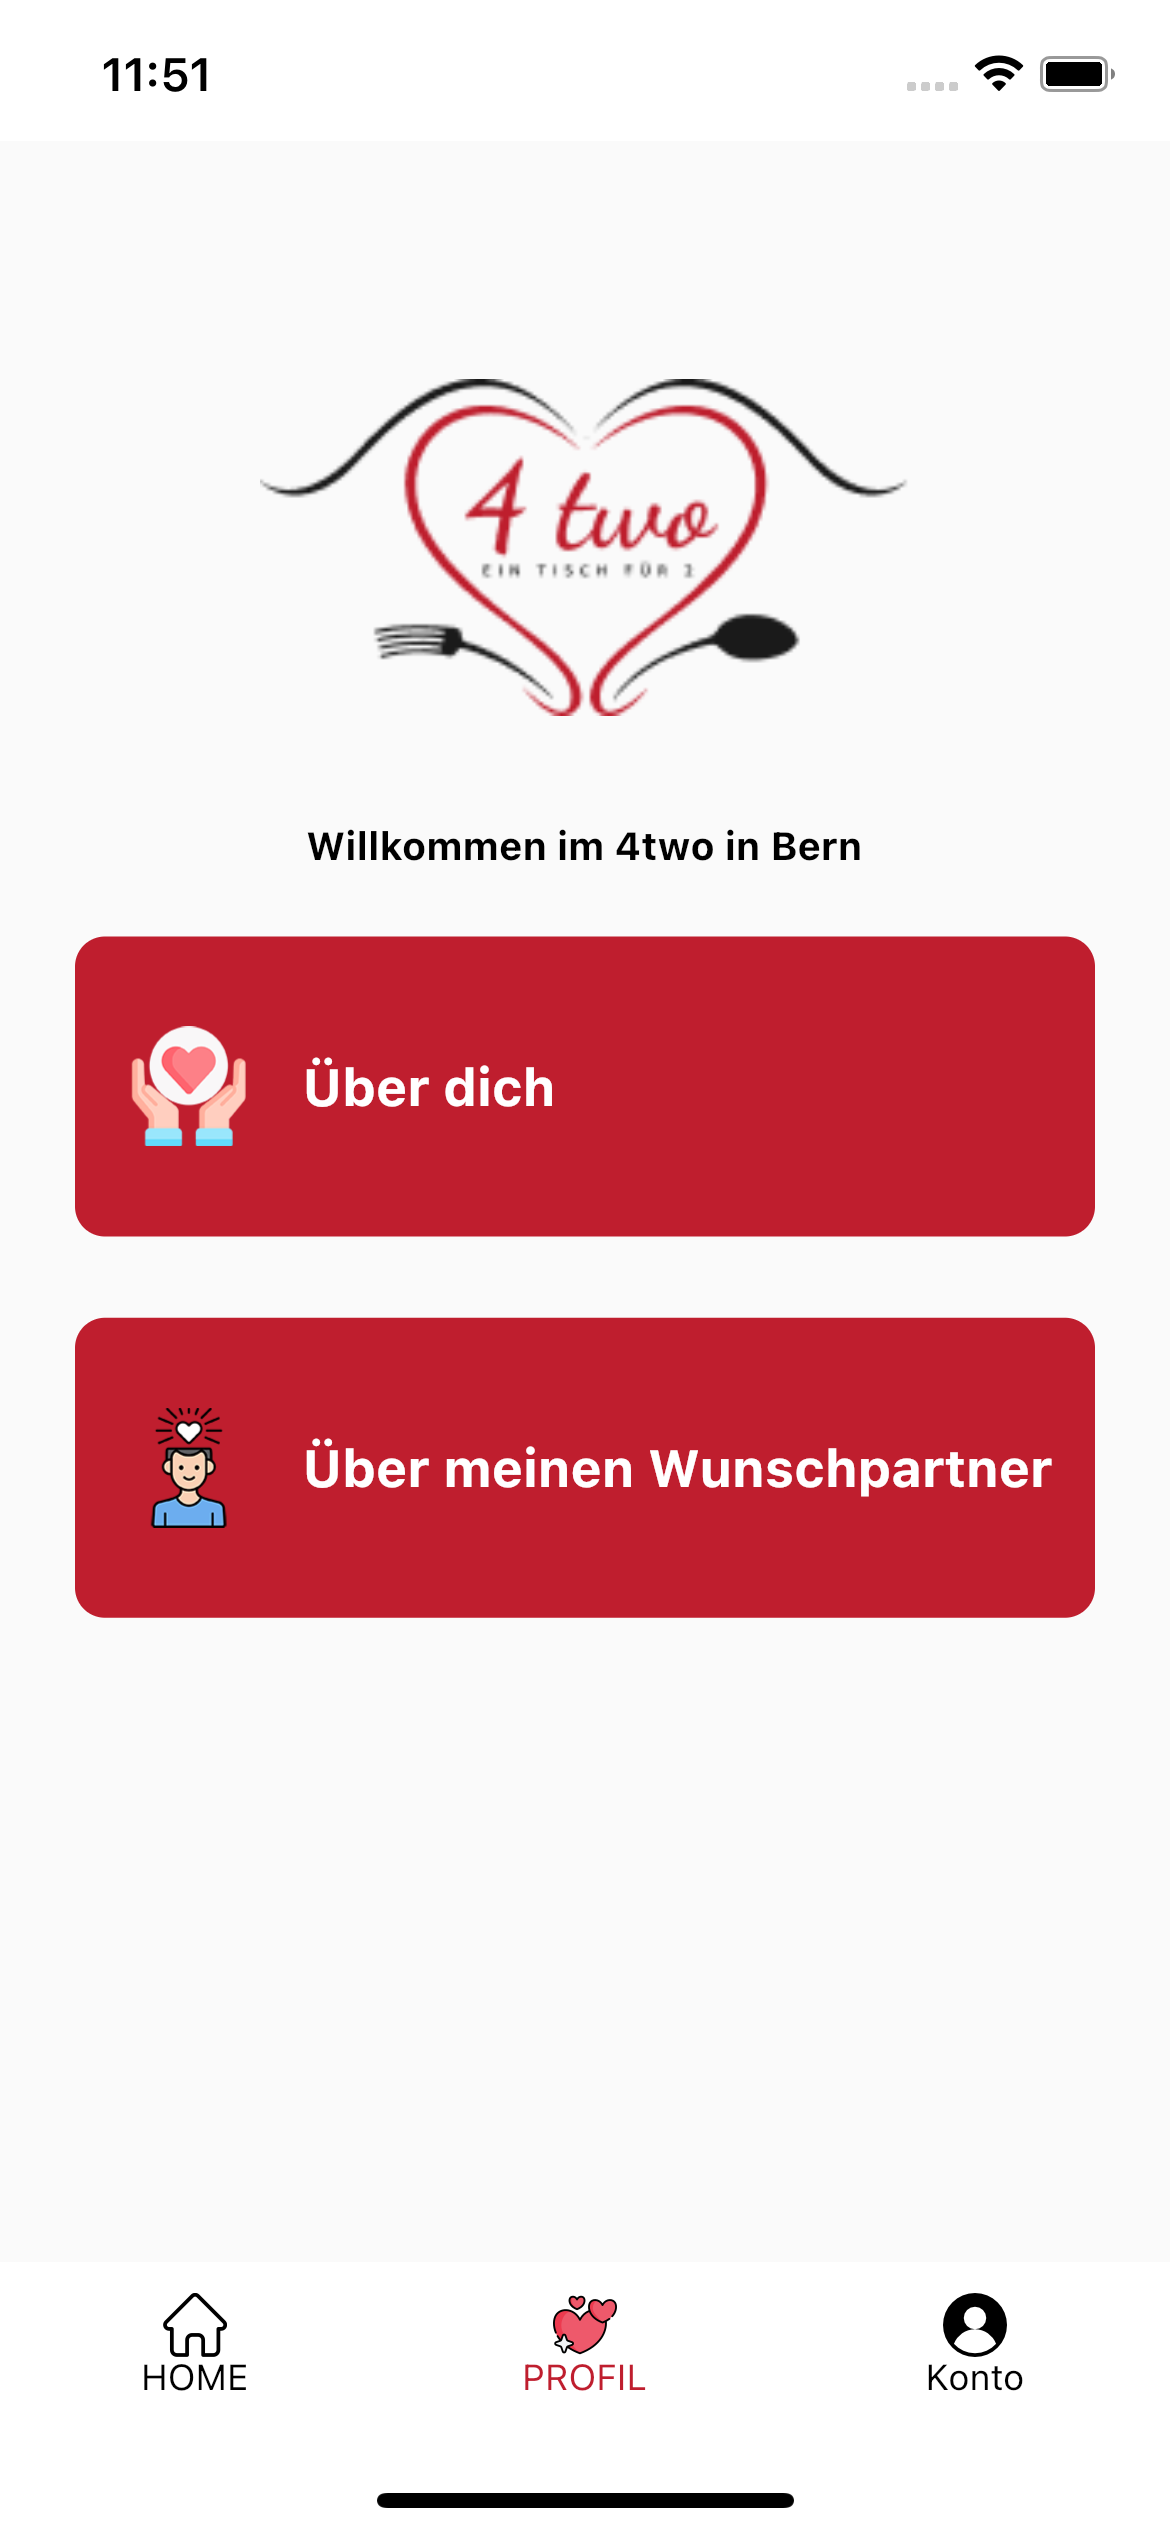 11:51
4 two
EIN TISCH FÜR 2
Willkommen im 4two in Bern
Über dich
Über meinen Wunschpartner
HOME
PROFIL
Konto